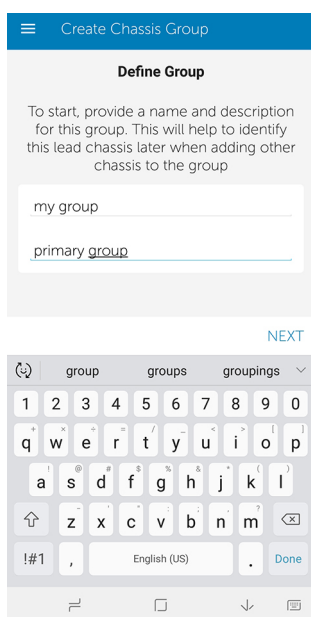 Create Chassis Group
Define Group
To start, provide a name and description
for this group. This will help to identify
this lead chassis later when adding other
chassis to the group
my group
primary group
NEXT
group groups groupings
1 2 3 4 5 6 7 8 9 0
+ × ÷ = / _ < > [ ]
q w e r t y u i o p
! @ # $ % & * ( )
a s d f g h j k l
- ' " : ; , ?
z x c v b n m
!#1 , English (US) . Done